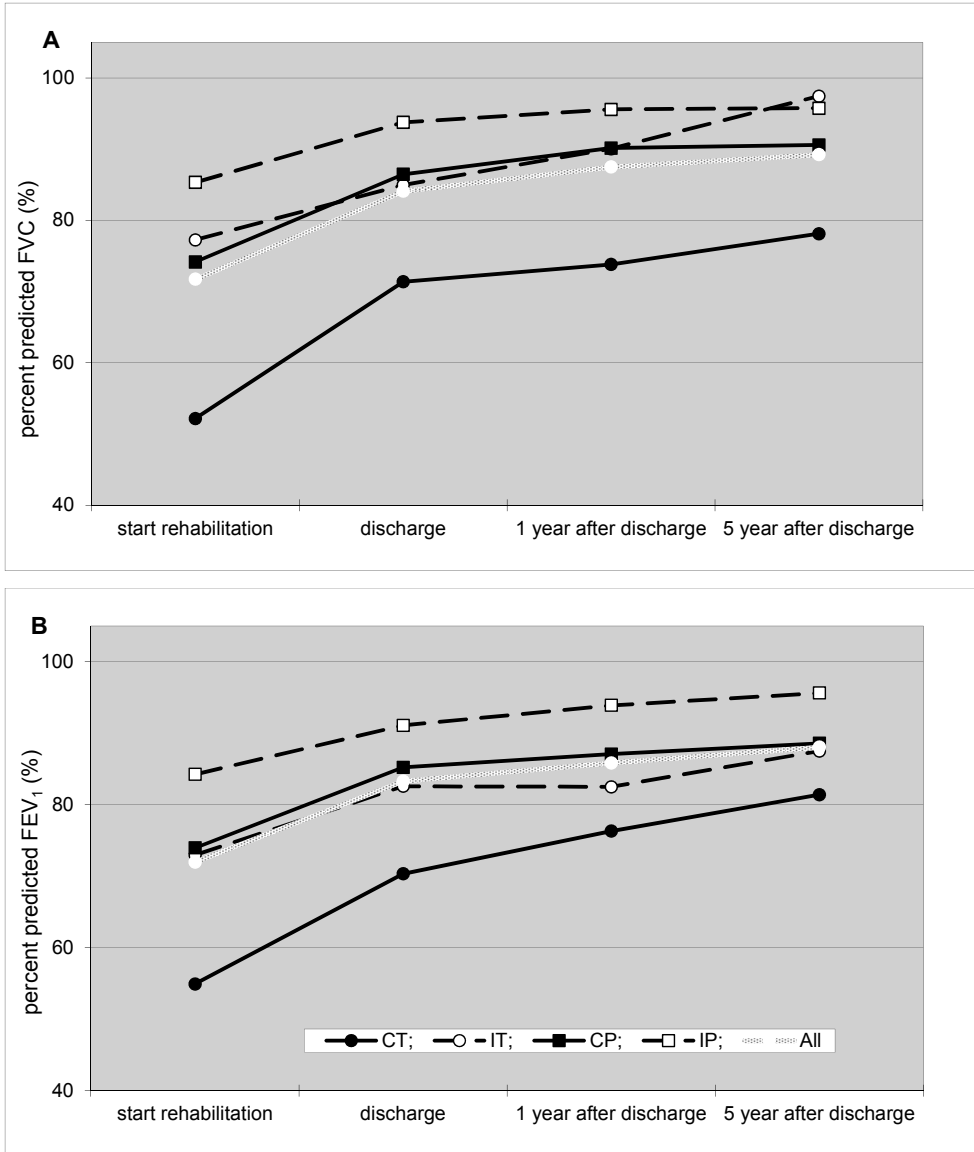 A
100
80
60
40
percent predicted FVC (%)
start rehabilitation discharge 1 year after discharge 5 year after discharge
B
100
80
60
40
percent predicted FEV1 (%)
CT; IT; CP; IP; All
start rehabilitation discharge 1 year after discharge 5 year after discharge